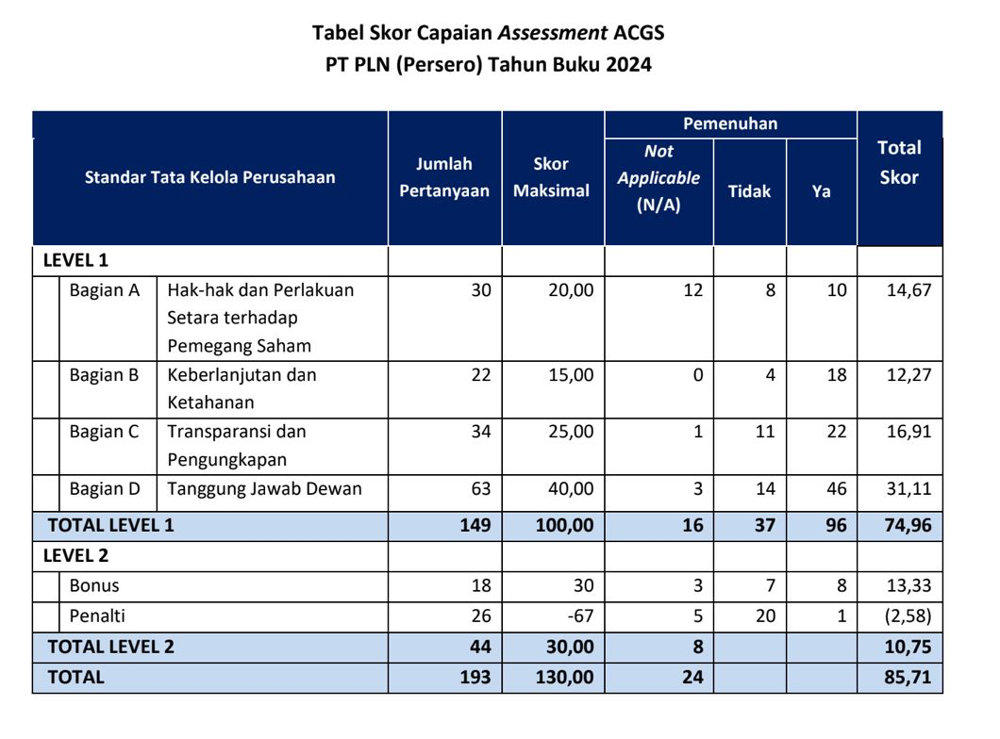 Tabel Skor Capaian Assessment ACGS
PT PLN (Persero) Tahun Buku 2024
Standar Tata Kelola Perusahaan
Jumlah
Pertanyaan
Skor
Maksimal
Pemenuhan
Not
Applicable
(N/A)
Tidak
Ya
Total
Skor
LEVEL 1
Bagian A Hak-hak dan Perlakuan 30 20,00 12 8 10 14,67
Setara terhadap
Pemegang Saham
Bagian B Keberlanjutan dan 22 15,00 0 4 18 12,27
Ketahanan
Bagian C Transparansi dan 34 25,00 1 11 22 16,91
Pengungkapan
Bagian D Tanggung Jawab Dewan 63 40,00 3 14 46 31,11
TOTAL LEVEL 1 149 100,00 16 37 96 74,96
LEVEL 2
Bonus 18 30 3 7 8 13,33
Penalti 26 -67 5 20 1 (2,58)
TOTAL LEVEL 2 44 30,00 8 10,75
TOTAL 193 130,00 24 85,71